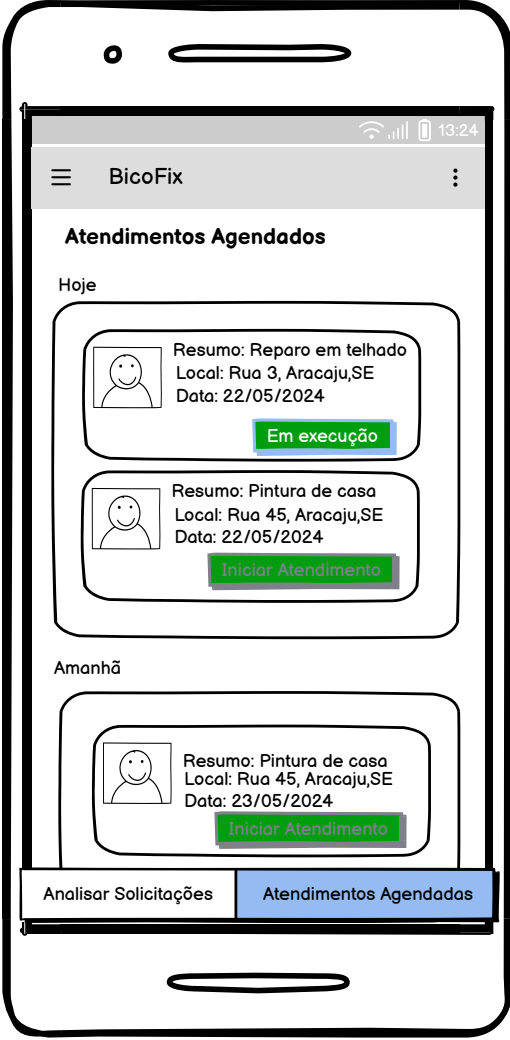 13:24
BicoFix
Atendimentos Agendados
Hoje
Resumo: Reparo em telhado
Local: Rua 3, Aracaju,SE
Data: 22/05/2024
Em execução
Resumo: Pintura de casa
Local: Rua 45, Aracaju,SE
Data: 22/05/2024
Iniciar Atendimento
Amanhã
Resumo: Pintura de casa
Local: Rua 45, Aracaju,SE
Data: 23/05/2024
Iniciar Atendimento
Analisar Solicitações
Atendimentos Agendadas